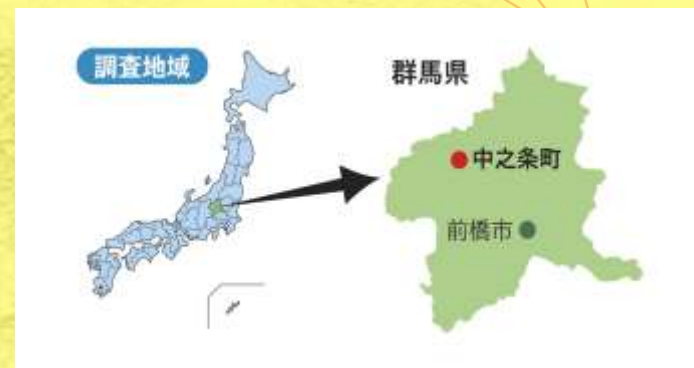 調査地域
群馬県
中之条町
前橋市